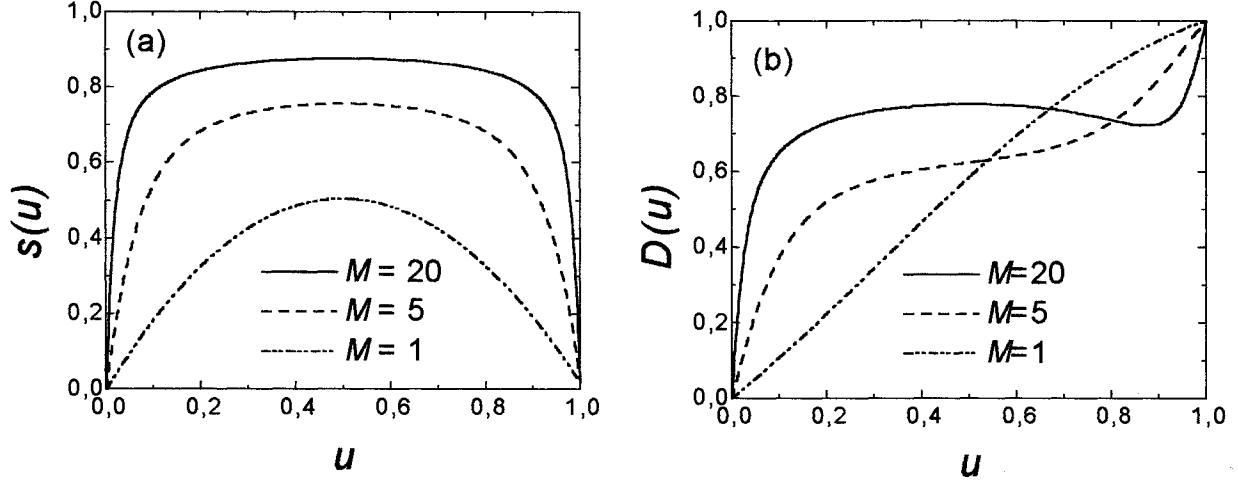 (a)
s(u)
1,0
0,8
0,6
0,4
0,2
0,0
M = 20
M = 5
M = 1
0,0 0,2 0,4 0,6 0,8 1,0
u
(b)
D(u)
1,0
0,8
0,6
0,4
0,2
0,0
M=20
M=5
M=1
0,0 0,2 0,4 0,6 0,8 1,0
u